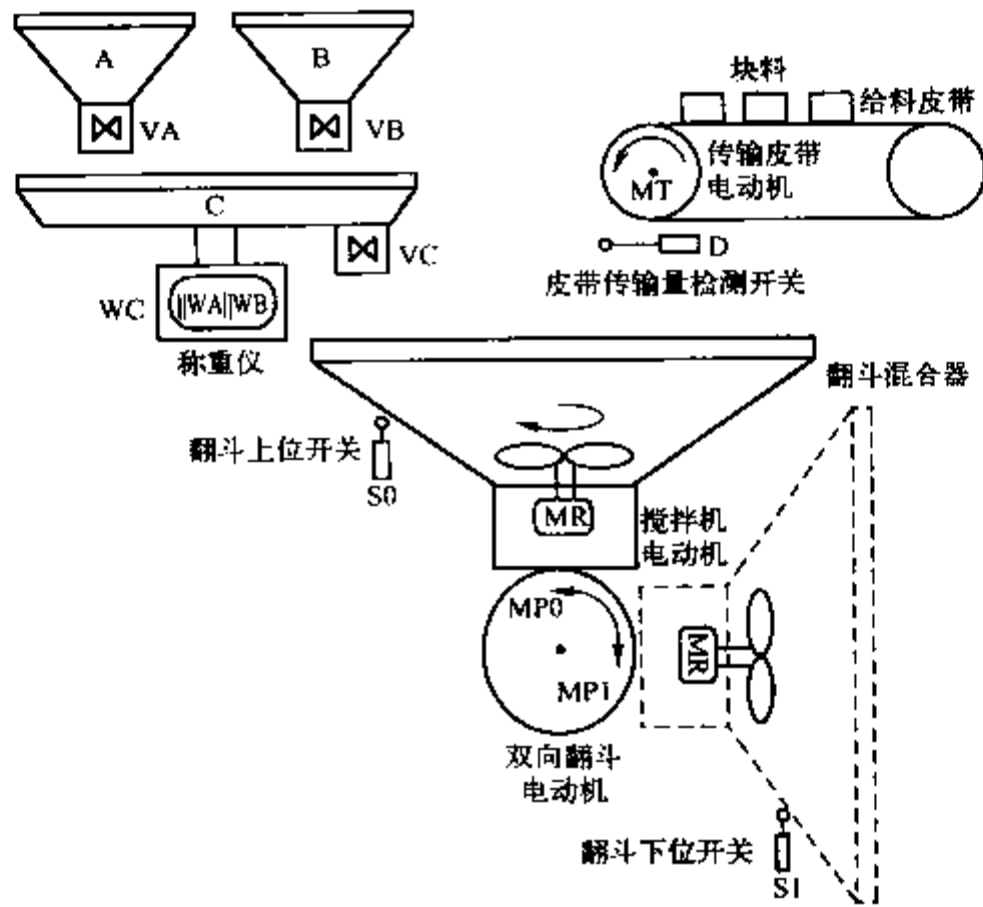 A
B
VA
VB
块料
给料皮带
传输皮带
电动机
MT
C
VC
D
皮带传输量检测开关
WC
WA WB
称重仪
翻斗混合器
翻斗上位开关
S0
MR
搅拌机
电动机
MP0
MP1
MR
双向翻斗
电动机
翻斗下位开关
S1